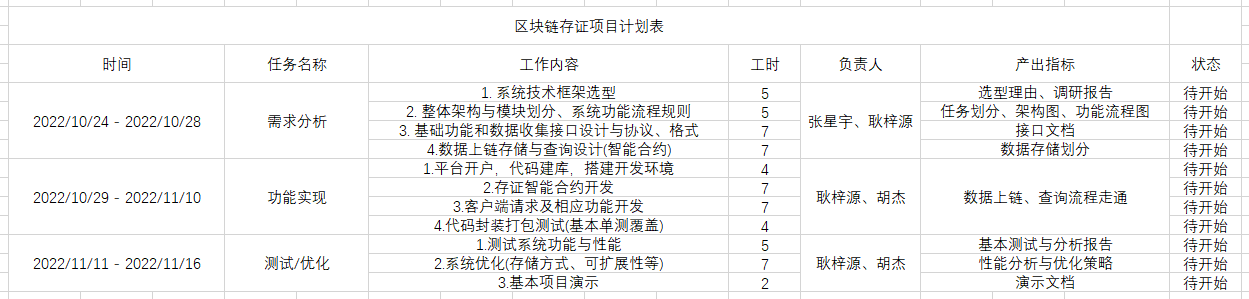 区块链存证项目计划表
时间 任务名称 工作内容 工时 负责人 产出指标 状态
1. 系统技术框架选型 5 选型理由、调研报告 待开始
2. 整体架构与模块划分、系统功能流程规则 5 任务划分、架构图、功能流程图 待开始
2022/10/24 - 2022/10/28 需求分析 张星宇、耿梓源
3. 基础功能和数据收集接口设计与协议、格式 7 接口文档 待开始
4.数据上链存储与查询设计(智能合约) 7 数据存储划分 待开始
1.平台开户，代码建库，搭建开发环境 4 待开始
2.存证智能合约开发 7 待开始
2022/10/29 - 2022/11/10 功能实现 耿梓源、胡杰 数据上链、查询流程走通
3.客户端请求及相应功能开发 7 待开始
4.代码封装打包测试(基本单测覆盖) 4 待开始
1.测试系统功能与性能 5 基本测试与分析报告 待开始
2022/11/11 - 2022/11/16 测试/优化 2.系统优化(存储方式、可扩展性等) 7 耿梓源、胡杰 性能分析与优化策略 待开始
3.基本项目演示 2 演示文档 待开始